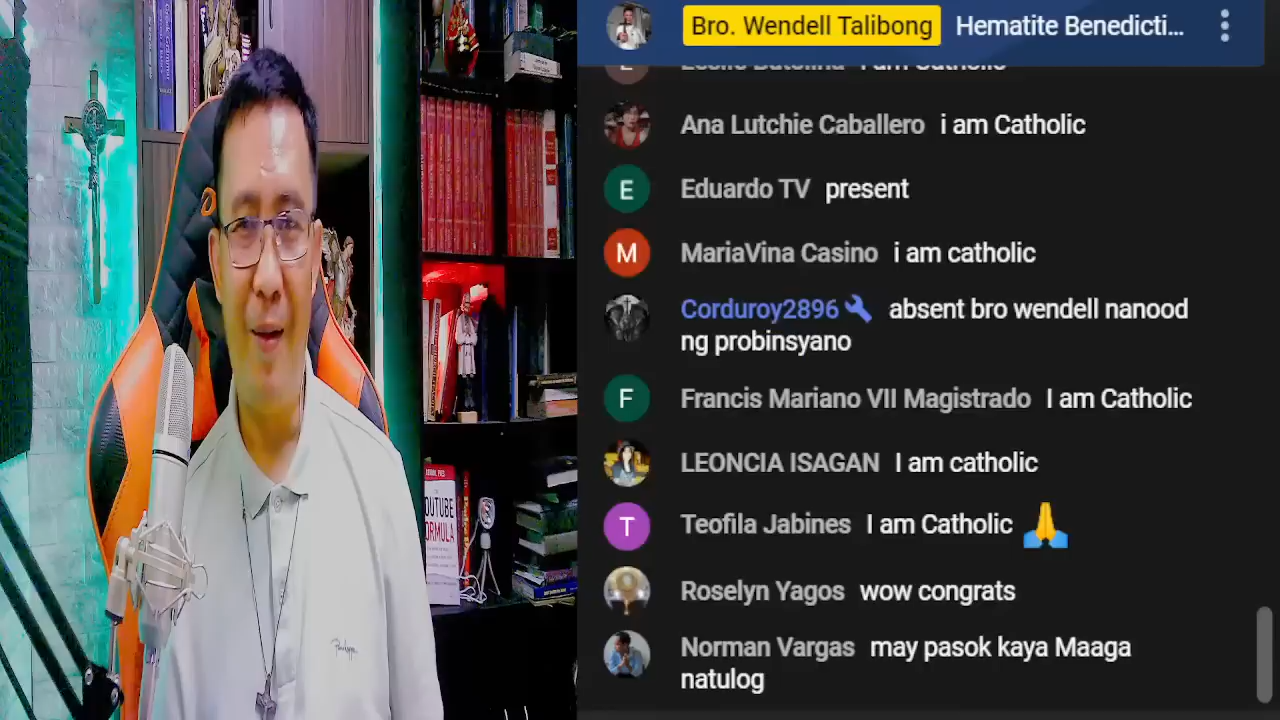 Bro. Wendell Talibong Hematite Benedicti...
Ana Lutchie Caballero i am Catholic
E Eduardo TV present
M MariaVina Casino i am catholic
Corduroy2896 absent bro wendell nanood
ng probinsyano
F Francis Mariano VII Magistrado I am Catholic
LEONCIA ISAGAN I am catholic
T Teofila Jabines I am Catholic
Roselyn Yagos wow congrats
Norman Vargas may pasok kaya Maaga
natulog
OUTUBE
ORMULA